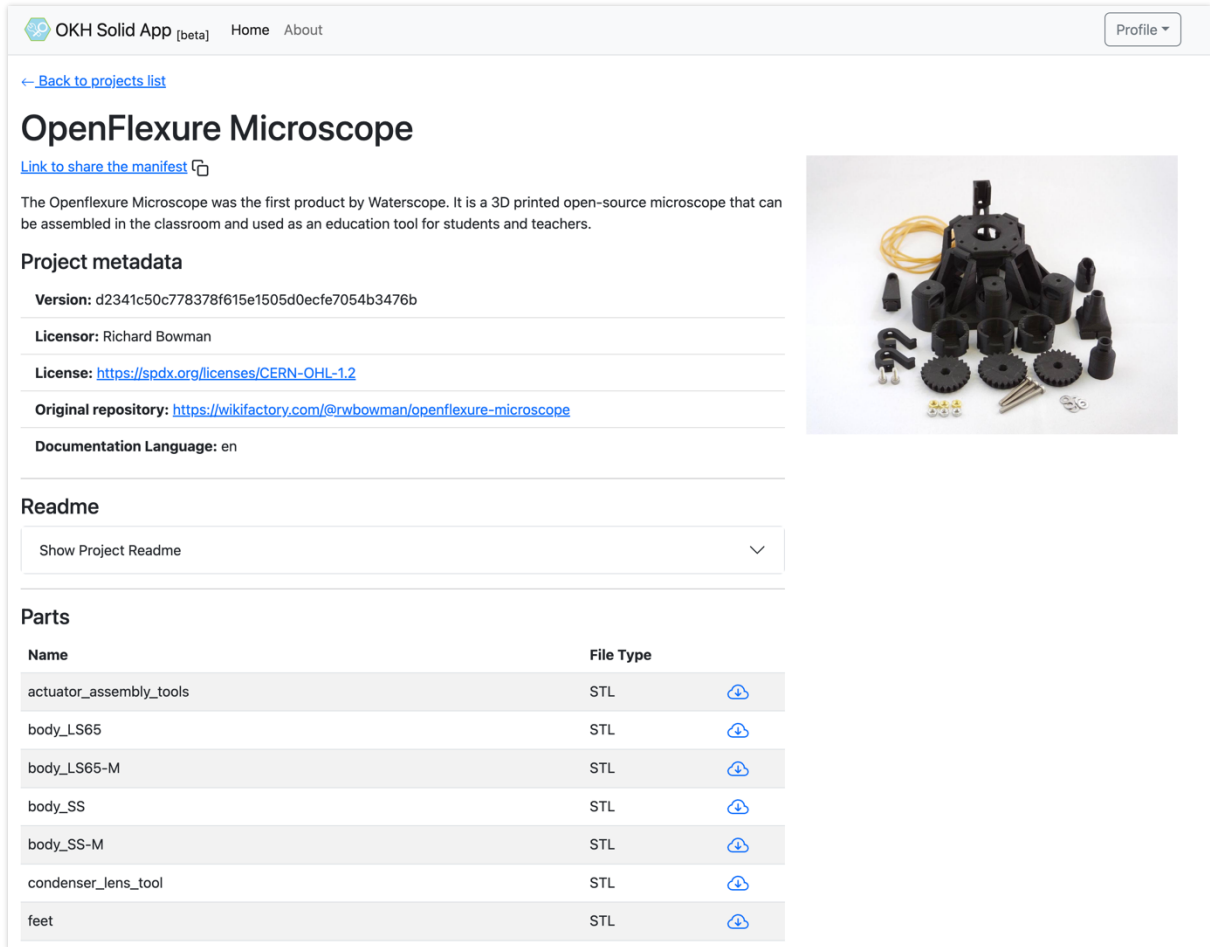 OKH Solid App [beta] Home About Profile
← Back to projects list
OpenFlexure Microscope
Link to share the manifest
The Openflexure Microscope was the first product by Waterscope. It is a 3D printed open-source microscope that can
be assembled in the classroom and used as an education tool for students and teachers.
Project metadata
Version: d2341c50c778378f615e1505d0ecfe7054b3476b
Licensor: Richard Bowman
License: https://spdx.org/licenses/CERN-OHL-1.2
Original repository: https://wikifactory.com/@rwbowman/openflexure-microscope
Documentation Language: en
Readme
Show Project Readme
Parts
Name File Type
actuator_assembly_tools STL
body_LS65 STL
body_LS65-M STL
body_SS STL
body_SS-M STL
condenser_lens_tool STL
feet STL